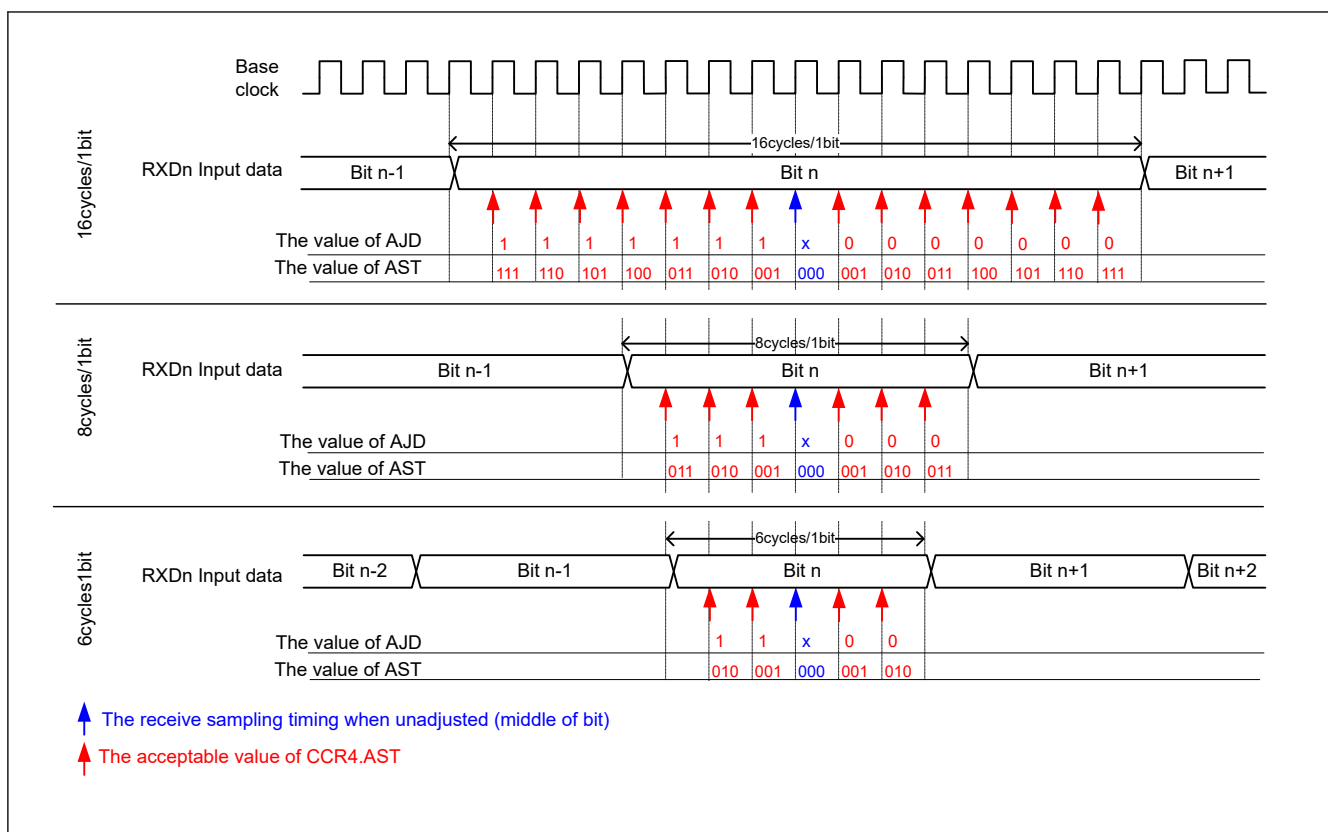 Base
clock
16cycles/1bit
16cycles/1bit
RXDn Input data
Bit n-1
Bit n
Bit n+1
The value of AJD
1 1 1 1 1 1 1 x 0 0 0 0 0 0 0
The value of AST
111 110 101 100 011 010 001 000 001 010 011 100 101 110 111
8cycles/1bit
8cycles/1bit
RXDn Input data
Bit n-1
Bit n
Bit n+1
The value of AJD
1 1 1 x 0 0 0
The value of AST
011 010 001 000 001 010 011
6cycles1bit
6cycles/1bit
RXDn Input data
Bit n-2
Bit n-1
Bit n
Bit n+1
Bit n+2
The value of AJD
1 1 x 0 0
The value of AST
010 001 000 001 010
The receive sampling timing when unadjusted (middle of bit)
The acceptable value of CCR4.AST